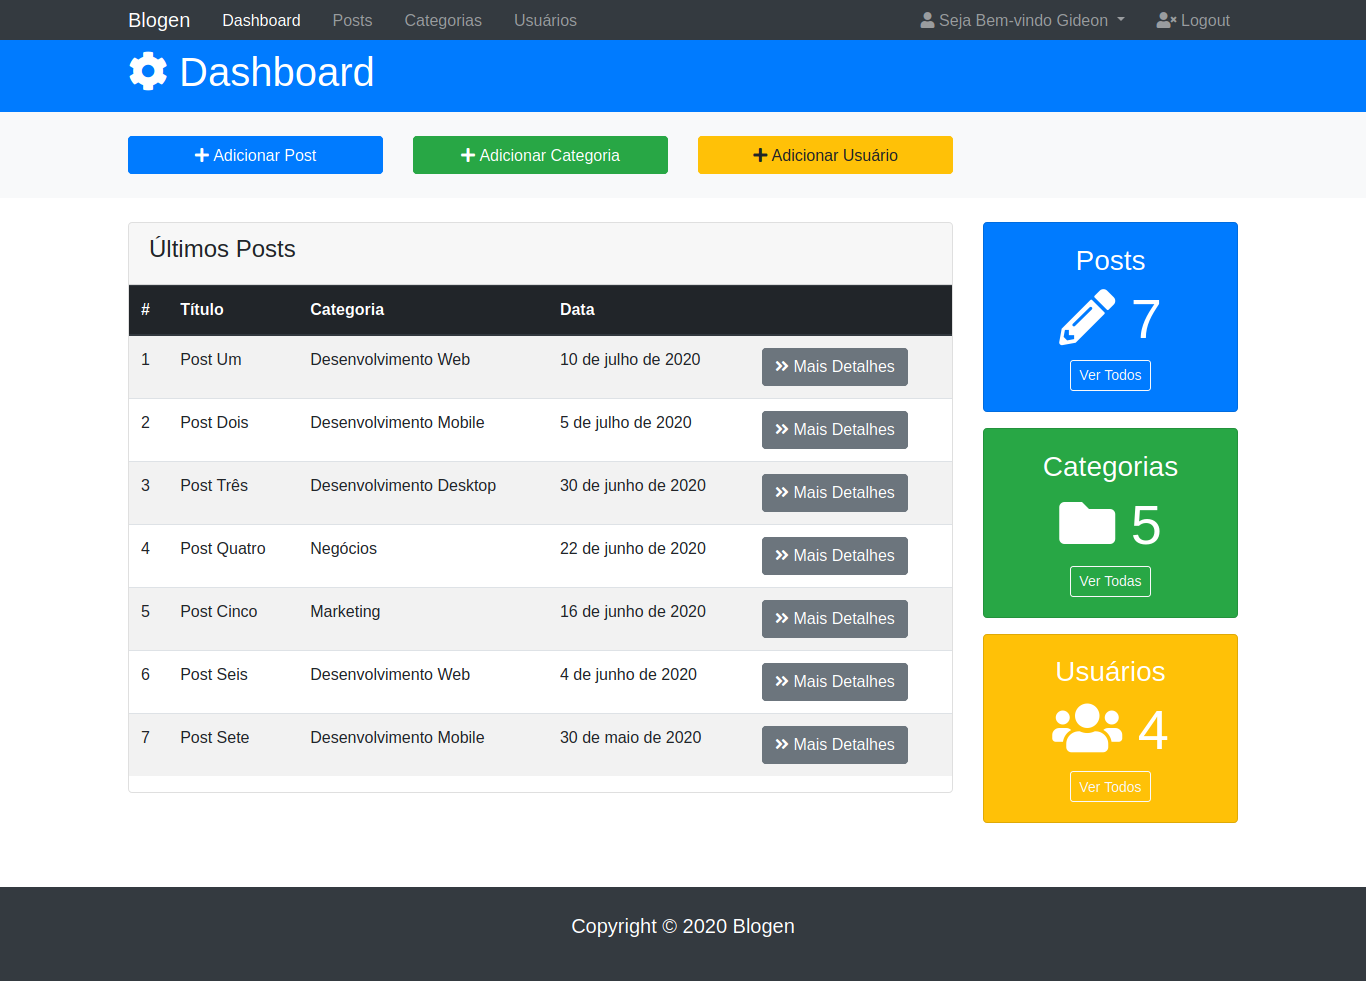 Blogen Dashboard Posts Categorias Usuários Seja Bem-vindo Gideon Logout
Dashboard
Adicionar Post Adicionar Categoria Adicionar Usuário
Últimos Posts
# Título Categoria Data
1 Post Um Desenvolvimento Web 10 de julho de 2020 Mais Detalhes
2 Post Dois Desenvolvimento Mobile 5 de julho de 2020 Mais Detalhes
3 Post Três Desenvolvimento Desktop 30 de junho de 2020 Mais Detalhes
4 Post Quatro Negócios 22 de junho de 2020 Mais Detalhes
5 Post Cinco Marketing 16 de junho de 2020 Mais Detalhes
6 Post Seis Desenvolvimento Web 4 de junho de 2020 Mais Detalhes
7 Post Sete Desenvolvimento Mobile 30 de maio de 2020 Mais Detalhes
Posts
7
Ver Todos
Categorias
5
Ver Todas
Usuários
4
Ver Todos
Copyright © 2020 Blogen